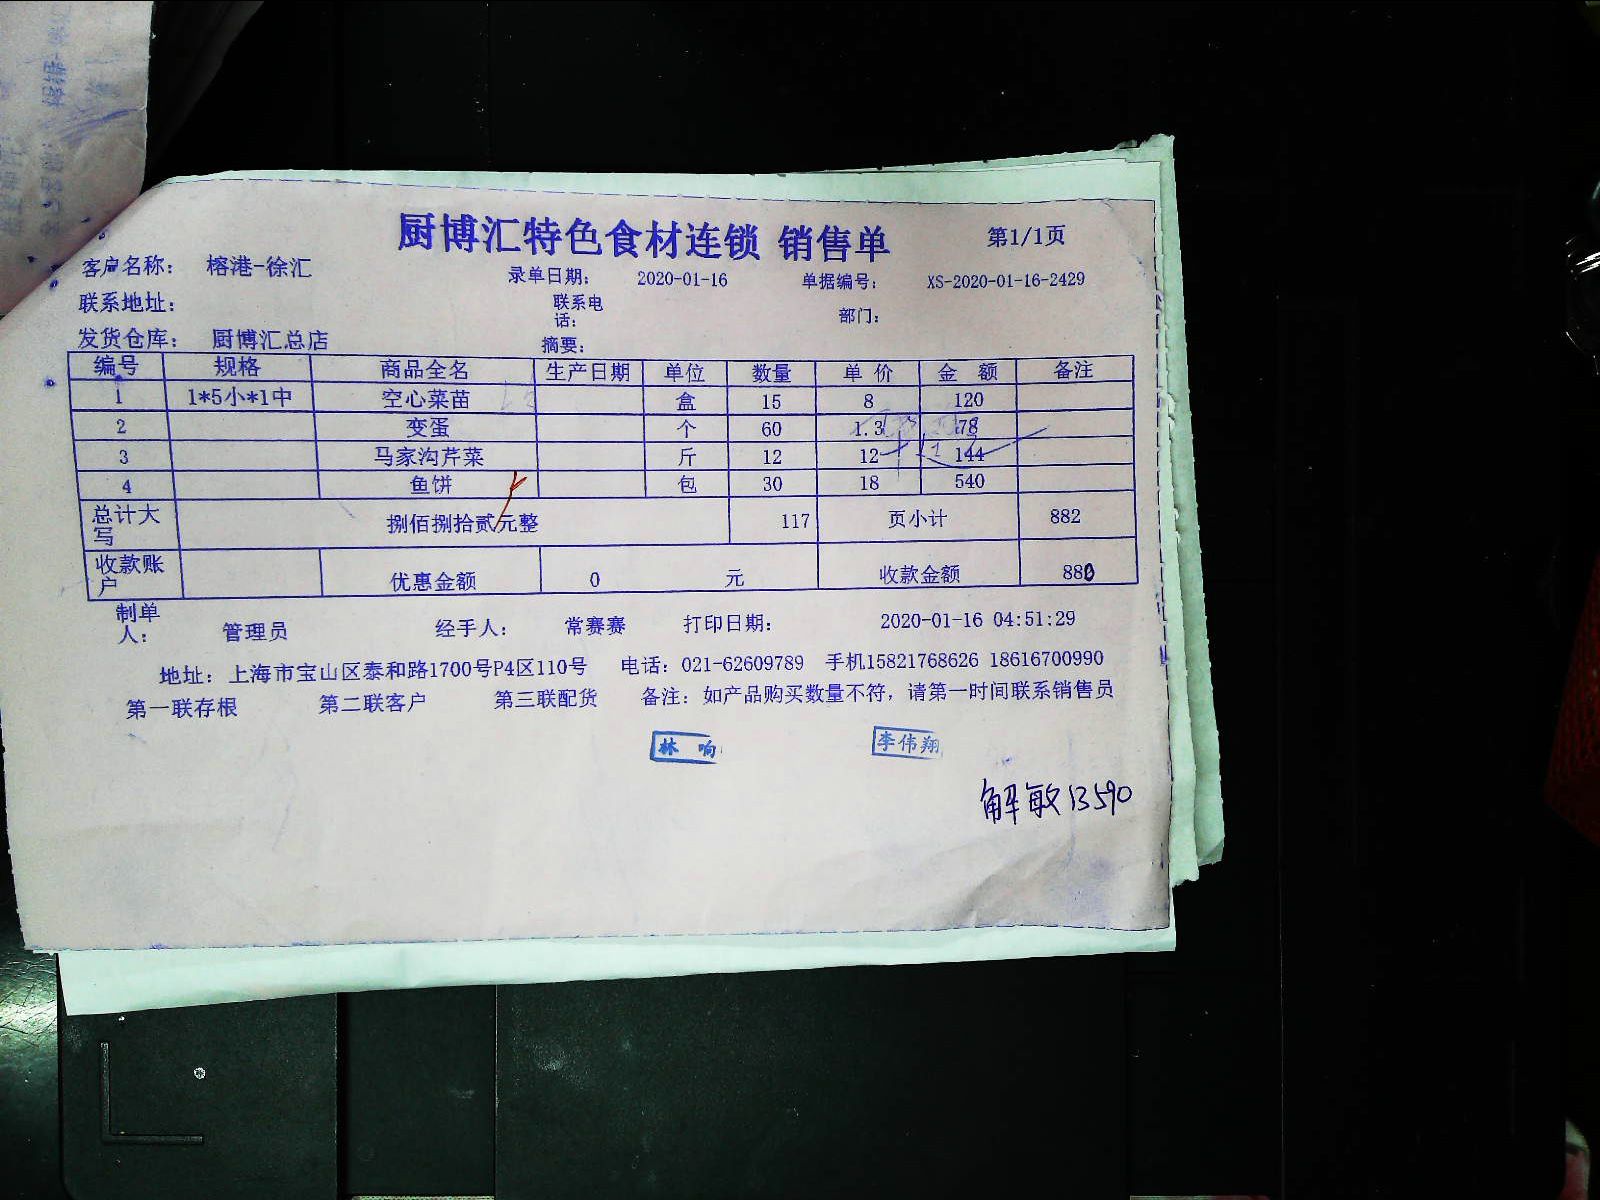 厨博汇特色食材连锁 销售单 第1/1页
客户名称： 榕港-徐汇 录单日期： 2020-01-16 单据编号： XS-2020-01-16-2429
联系地址： 联系电话： 部门：
发货仓库： 厨博汇总店 摘要：
编号 规格 商品全名 生产日期 单位 数量 单 价 金 额 备注
1 1*5小*1中 空心菜苗 盒 15 8 120
2 变蛋 个 60 1.3 78
3 马家沟芹菜 斤 12 12 144
4 鱼饼 包 30 18 540
总计大写 捌佰捌拾贰元整 117 页小计 882
收款账户 优惠金额 0 元 收款金额 880
制单人： 管理员 经手人： 常赛赛 打印日期： 2020-01-16 04:51:29
地址：上海市宝山区泰和路1700号P4区110号 电话：021-62609789 手机15821768626 18616700990
第一联存根 第二联客户 第三联配货 备注：如产品购买数量不符，请第一时间联系销售员
林 响 李伟翔
解敏13590